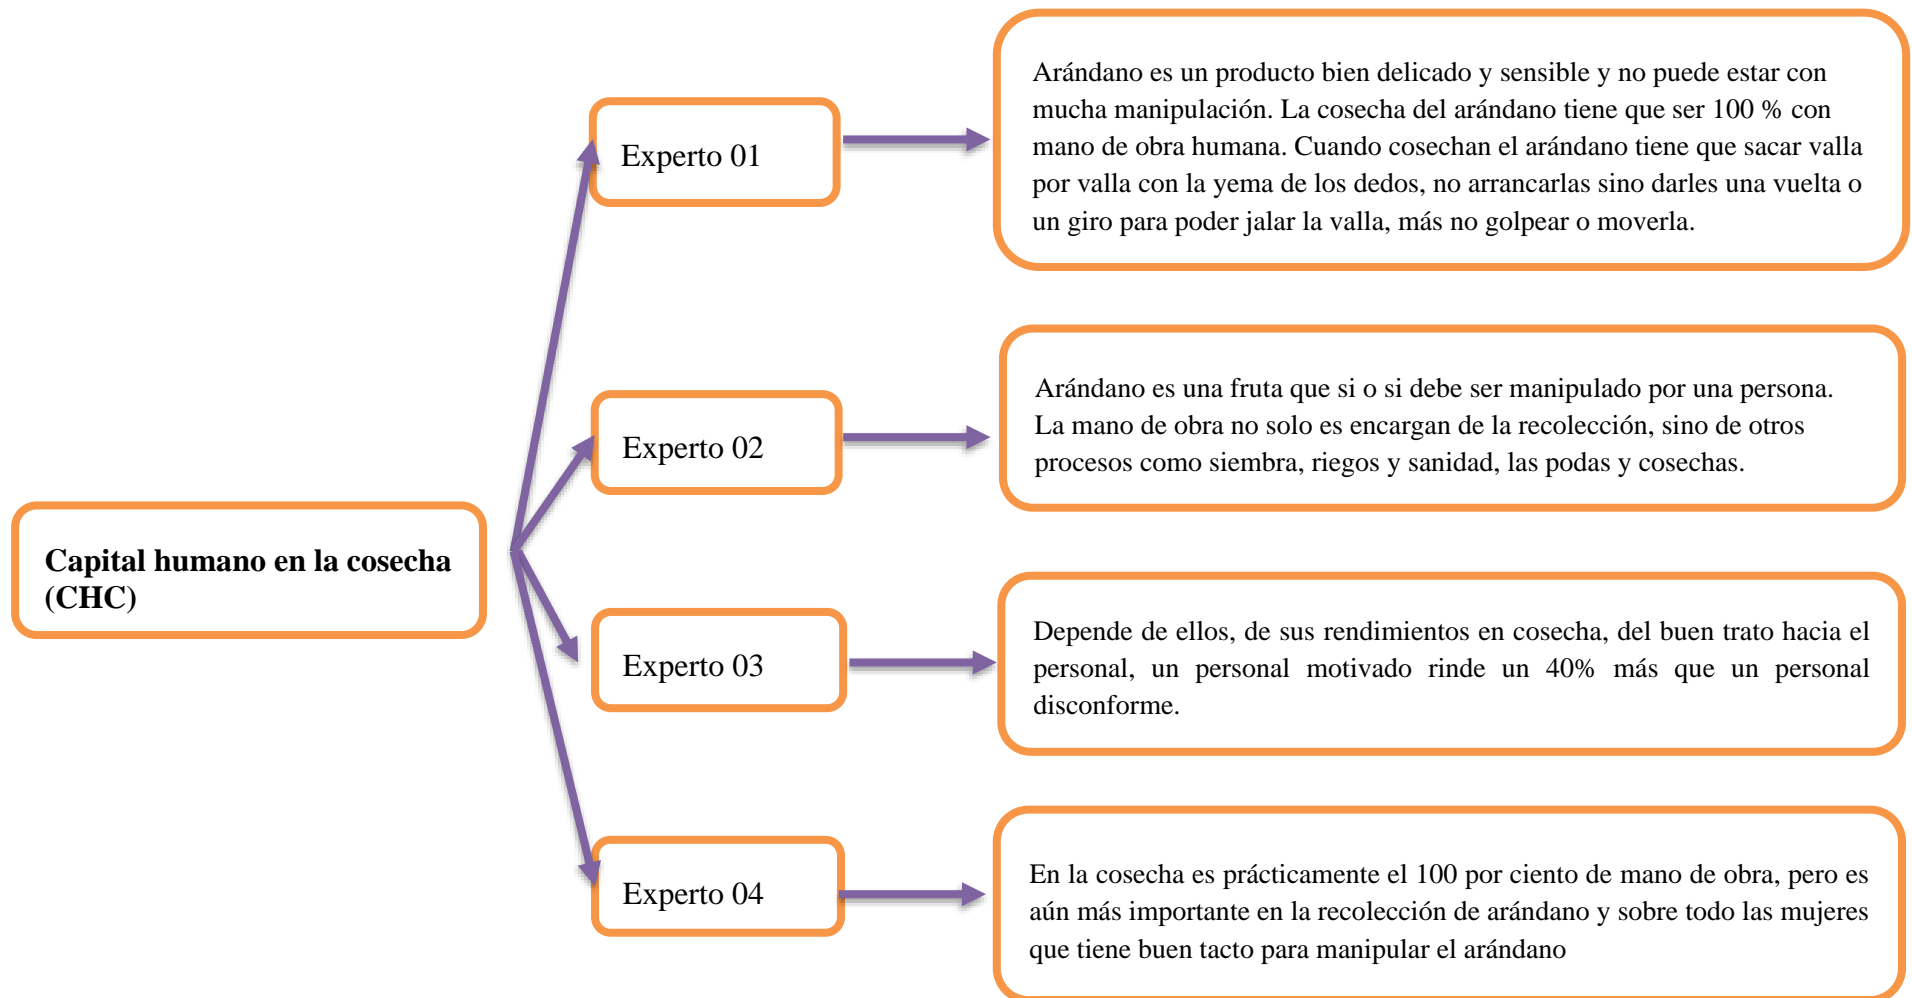 Capital humano en la cosecha
(CHC)
Experto 01
Arándano es un producto bien delicado y sensible y no puede estar con
mucha manipulación. La cosecha del arándano tiene que ser 100 % con
mano de obra humana. Cuando cosechan el arándano tiene que sacar valla
por valla con la yema de los dedos, no arrancarlas sino darles una vuelta o
un giro para poder jalar la valla, más no golpear o moverla.
Experto 02
Arándano es una fruta que si o si debe ser manipulado por una persona.
La mano de obra no solo es encargan de la recolección, sino de otros
procesos como siembra, riegos y sanidad, las podas y cosechas.
Experto 03
Depende de ellos, de sus rendimientos en cosecha, del buen trato hacia el
personal, un personal motivado rinde un 40% más que un personal
disconforme.
Experto 04
En la cosecha es prácticamente el 100 por ciento de mano de obra, pero es
aún más importante en la recolección de arándano y sobre todo las mujeres
que tiene buen tacto para manipular el arándano